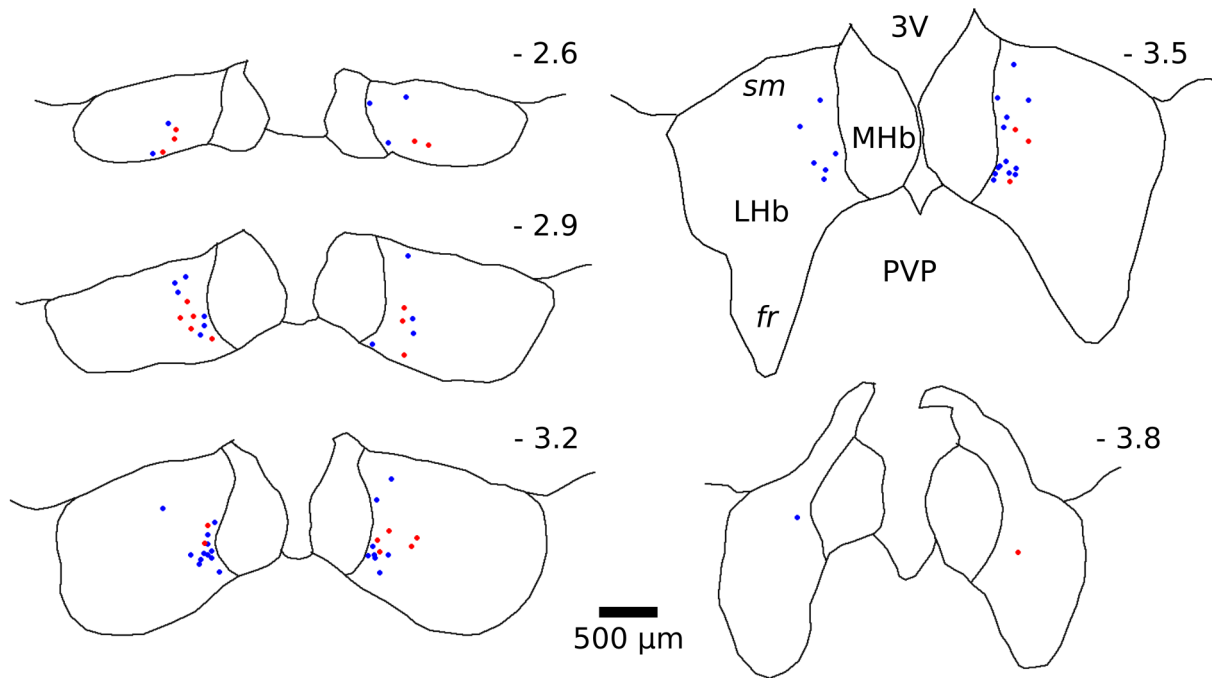 - 2.6
- 2.9
- 3.2
3V
- 3.5
sm
MHb
LHb
PVP
fr
- 3.8
500 µm